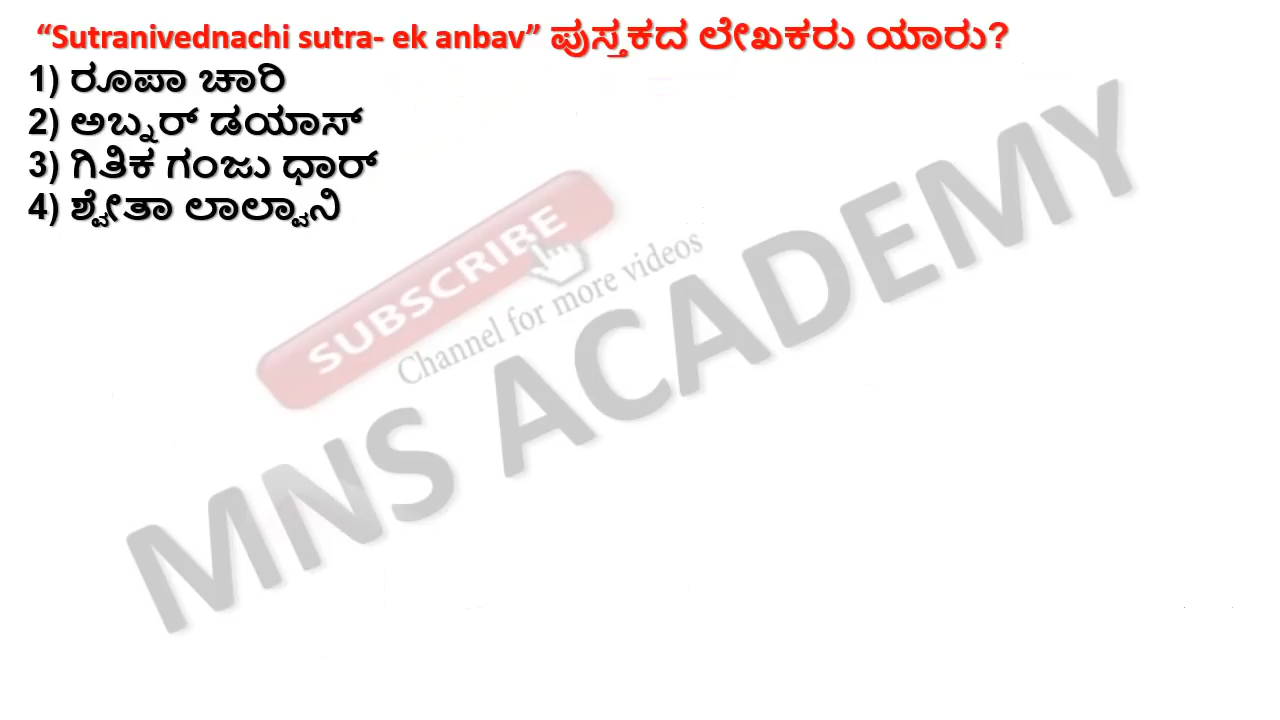 “Sutranivednachi sutra- ek anbav” ಪುಸ್ತಕದ ಲೇಖಕರು ಯಾರು?
1) ರೂಪಾ ಚಾರಿ
2) ಅಬ್ನರ್ ಡಯಾಸ್
3) ಗಿತಿಕ ಗಂಜು ಧಾರ್
4) ಶ್ವೇತಾ ಲಾಲ್ವಾನಿ
SUBSCRIBE
Channel for more videos
MNS ACADEMY